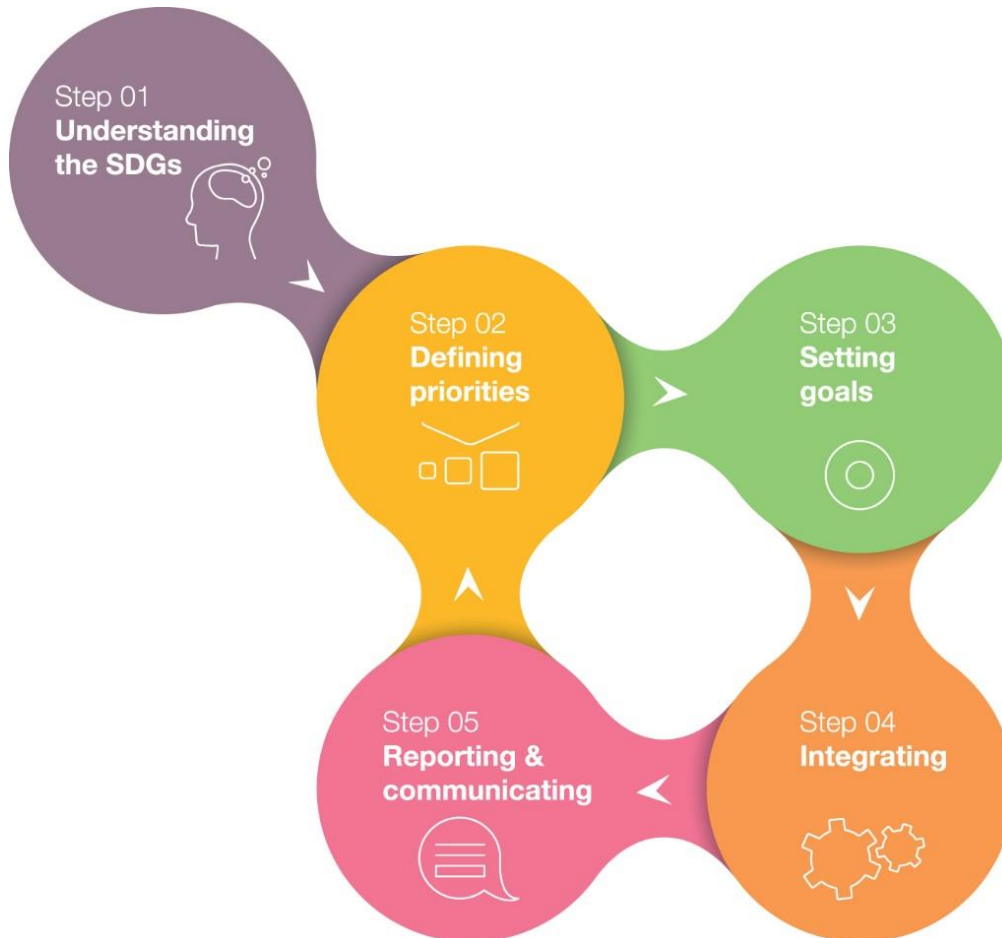 Step 01
Understanding
the SDGs
Step 02
Defining
priorities
Step 03
Setting
goals
Step 04
Integrating
Step 05
Reporting &
communicating